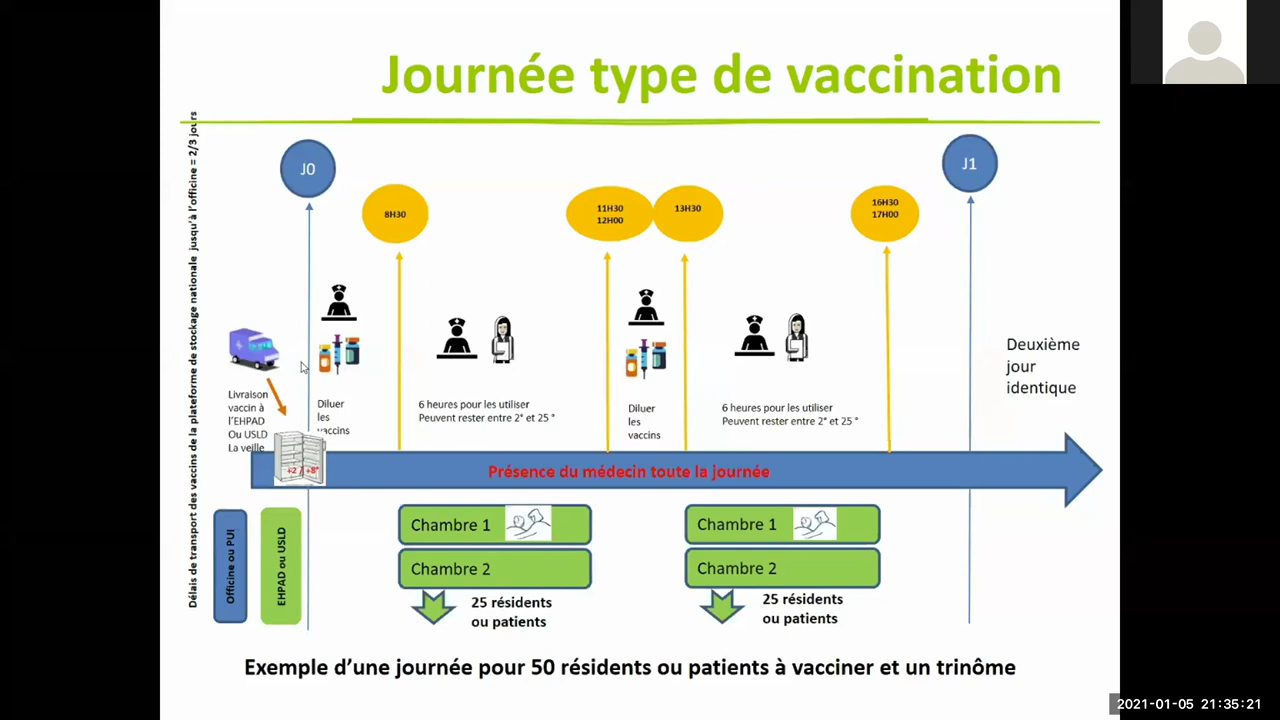 Journée type de vaccination
Délais de transport des vaccins de la plateforme de stockage nationale jusqu'à l'officine = 2/3 jours
J0
J1
8H30
11H30
12H00
13H30
16H30
17H00
Livraison
vaccin à
l'EHPAD
Ou USLD
La veille
Diluer
les
vaccins
6 heures pour les utiliser
Peuvent rester entre 2° et 25 °
Diluer
les
vaccins
6 heures pour les utiliser
Peuvent rester entre 2° et 25 °
Deuxième
jour
identique
+2 / +8°
Présence du médecin toute la journée
Officine ou PUI
EHPAD ou USLD
Chambre 1
Chambre 2
25 résidents
ou patients
Chambre 1
Chambre 2
25 résidents
ou patients
Exemple d'une journée pour 50 résidents ou patients à vacciner et un trinôme
2021-01-05 21:35:21